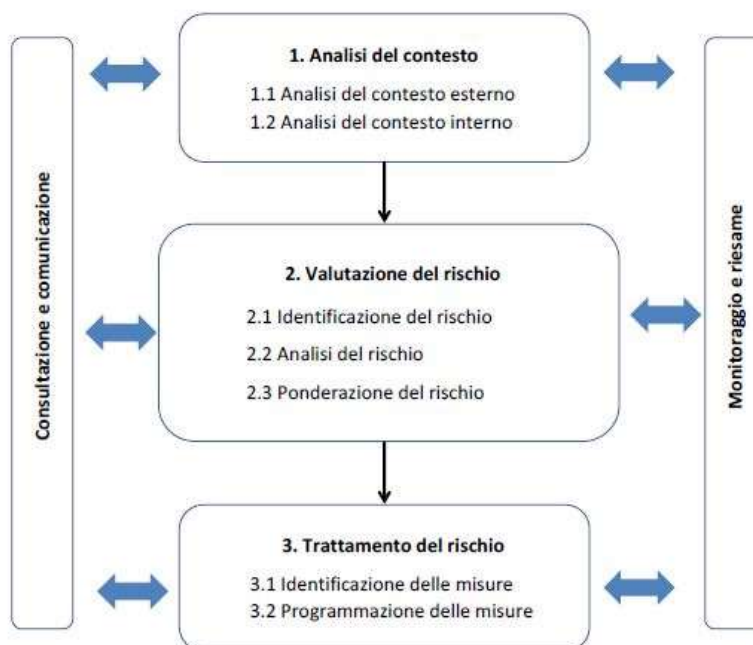 Consultazione e comunicazione
1. Analisi del contesto
1.1 Analisi del contesto esterno
1.2 Analisi del contesto interno
2. Valutazione del rischio
2.1 Identificazione del rischio
2.2 Analisi del rischio
2.3 Ponderazione del rischio
3. Trattamento del rischio
3.1 Identificazione delle misure
3.2 Programmazione delle misure
Monitoraggio e riesame